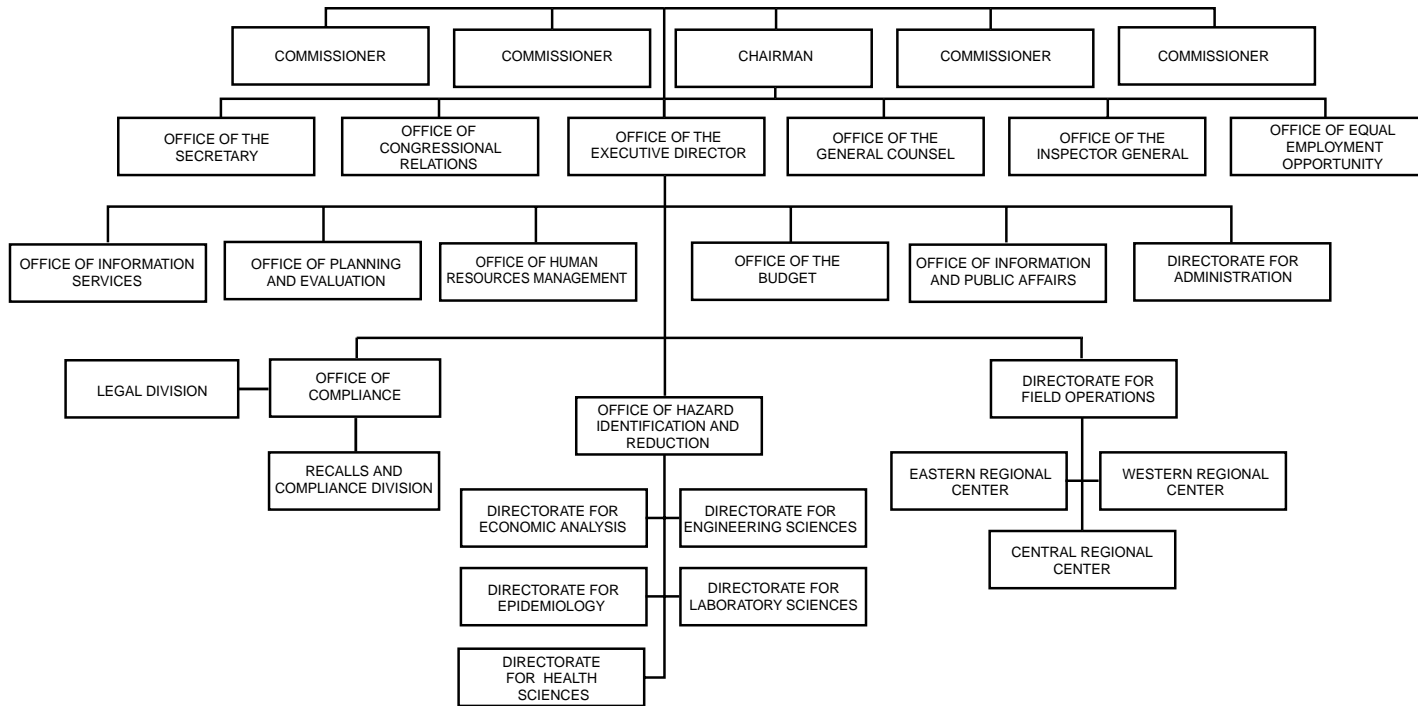 COMMISSIONER
COMMISSIONER
CHAIRMAN
COMMISSIONER
COMMISSIONER
OFFICE OF THE
SECRETARY
OFFICE OF
CONGRESSIONAL
RELATIONS
OFFICE OF THE
EXECUTIVE DIRECTOR
OFFICE OF THE
GENERAL COUNSEL
OFFICE OF THE
INSPECTOR GENERAL
OFFICE OF EQUAL
EMPLOYMENT
OPPORTUNITY
OFFICE OF INFORMATION
SERVICES
OFFICE OF PLANNING
AND EVALUATION
OFFICE OF HUMAN
RESOURCES MANAGEMENT
OFFICE OF THE
BUDGET
OFFICE OF INFORMATION
AND PUBLIC AFFAIRS
DIRECTORATE FOR
ADMINISTRATION
LEGAL DIVISION
OFFICE OF
COMPLIANCE
RECALLS AND
COMPLIANCE DIVISION
OFFICE OF HAZARD
IDENTIFICATION AND
REDUCTION
DIRECTORATE FOR
ECONOMIC ANALYSIS
DIRECTORATE FOR
ENGINEERING SCIENCES
DIRECTORATE FOR
EPIDEMIOLOGY
DIRECTORATE FOR
LABORATORY SCIENCES
DIRECTORATE
FOR HEALTH
SCIENCES
DIRECTORATE FOR
FIELD OPERATIONS
EASTERN REGIONAL
CENTER
WESTERN REGIONAL
CENTER
CENTRAL REGIONAL
CENTER